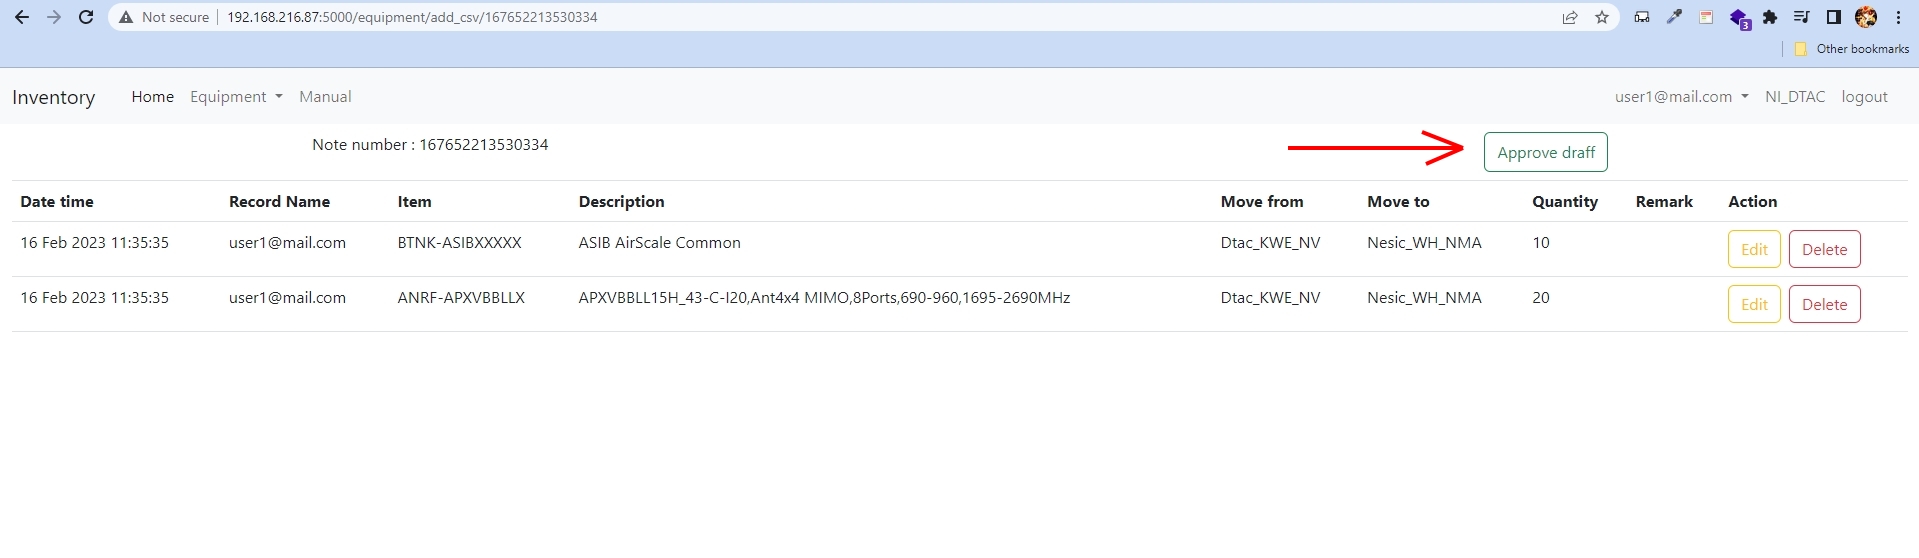 Not secure 192.168.216.87:5000/equipment/add_csv/167652213530334
3
Other bookmarks
Inventory Home Equipment Manual user1@mail.com NI_DTAC logout
Note number : 167652213530334 Approve draff
Date time Record Name Item Description Move from Move to Quantity Remark Action
16 Feb 2023 11:35:35 user1@mail.com BTNK-ASIBXXXXX ASIB AirScale Common Dtac_KWE_NV Nesic_WH_NMA 10 Edit Delete
16 Feb 2023 11:35:35 user1@mail.com ANRF-APXVBBLLX APXVBBLL15H_43-C-I20,Ant4x4 MIMO,8Ports,690-960,1695-2690MHz Dtac_KWE_NV Nesic_WH_NMA 20 Edit Delete